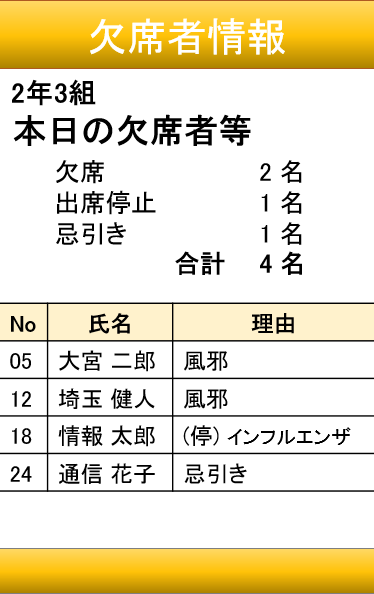 欠席者情報
2年3組
本日の欠席者等
欠席 2 名
出席停止 1 名
忌引き 1 名
合計 4 名
No 氏名 理由
05 大宮 二郎 風邪
12 埼玉 健人 風邪
18 情報 太郎 (停) インフルエンザ
24 通信 花子 忌引き